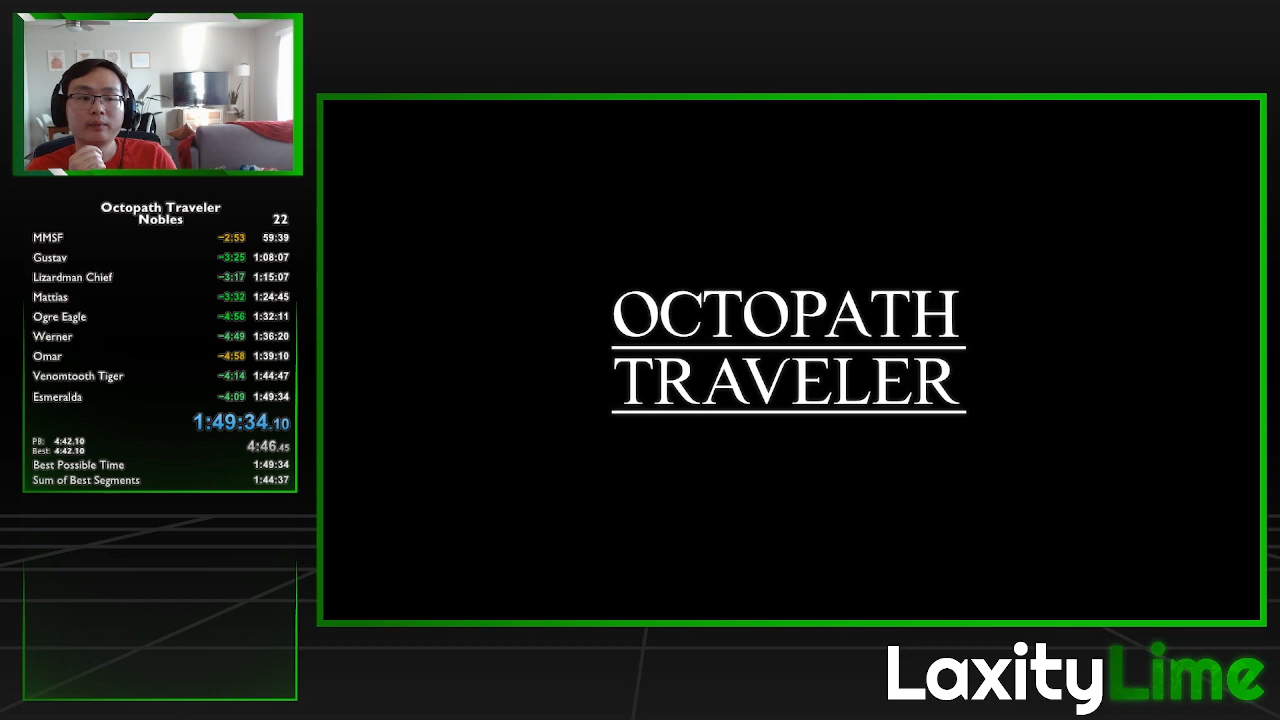 Octopath Traveler
Nobles 22
MMSF -2:53 59:39
Gustav -3:25 1:08:07
Lizardman Chief -3:17 1:15:07
Mattias -3:32 1:24:45
Ogre Eagle -4:56 1:32:11
Werner -4:49 1:36:20
Omar -4:58 1:39:10
Venomtooth Tiger -4:14 1:44:47
Esmeralda -4:09 1:49:34
1:49:34.10
PB: 4:42.10
Best: 4:42.10
4:46.45
Best Possible Time 1:49:34
Sum of Best Segments 1:44:37
OCTOPATH
TRAVELER
LaxityLime